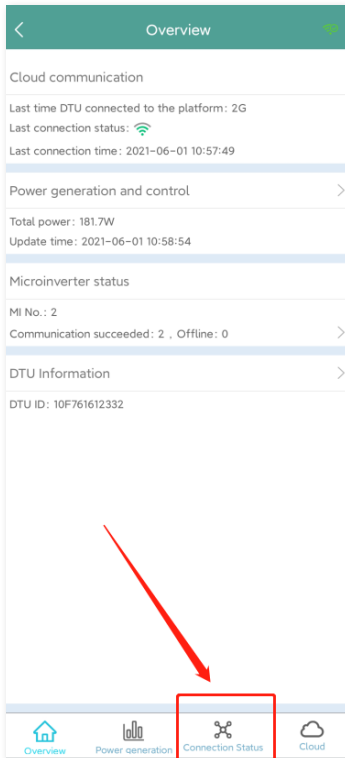 Overview
Cloud communication
Last time DTU connected to the platform: 2G
Last connection status:
Last connection time: 2021-06-01 10:57:49
Power generation and control
Total power: 181.7W
Update time: 2021-06-01 10:58:54
Microinverter status
MI No.: 2
Communication succeeded: 2 , Offline: 0
DTU Information
DTU ID: 10F761612332
Overview
Power generation
Connection Status
Cloud